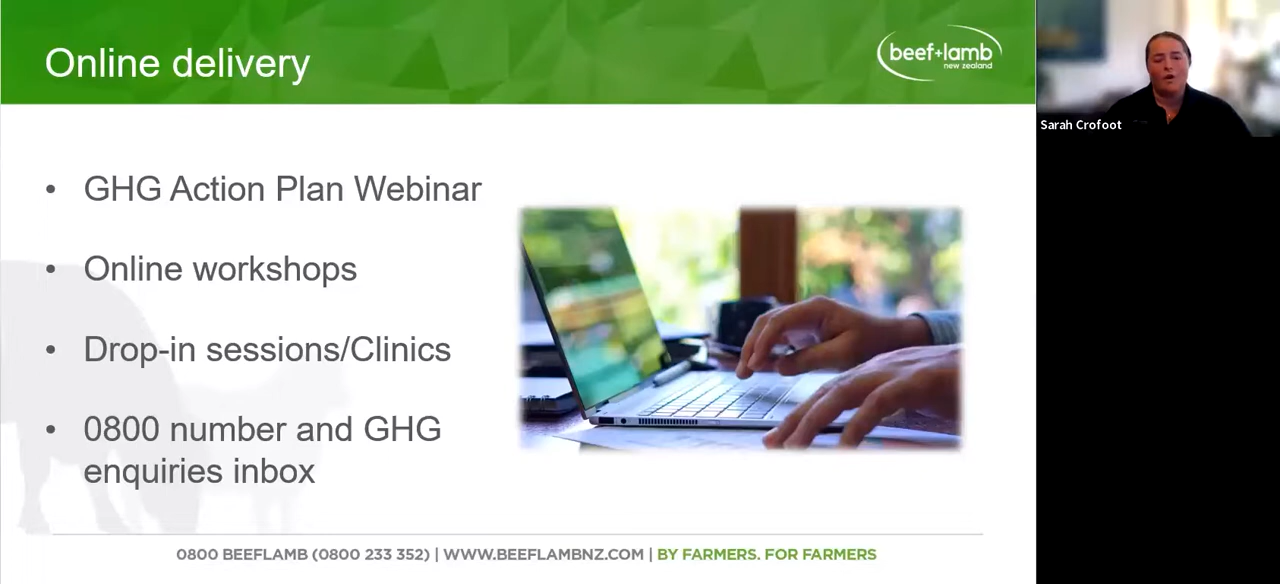 Online delivery
beef+lamb
new zealand
Sarah Crofoot
• GHG Action Plan Webinar
• Online workshops
• Drop-in sessions/Clinics
• 0800 number and GHG
enquiries inbox
0800 BEEFLAMB (0800 233 352) | WWW.BEEFLAMBNZ.COM | BY FARMERS. FOR FARMERS